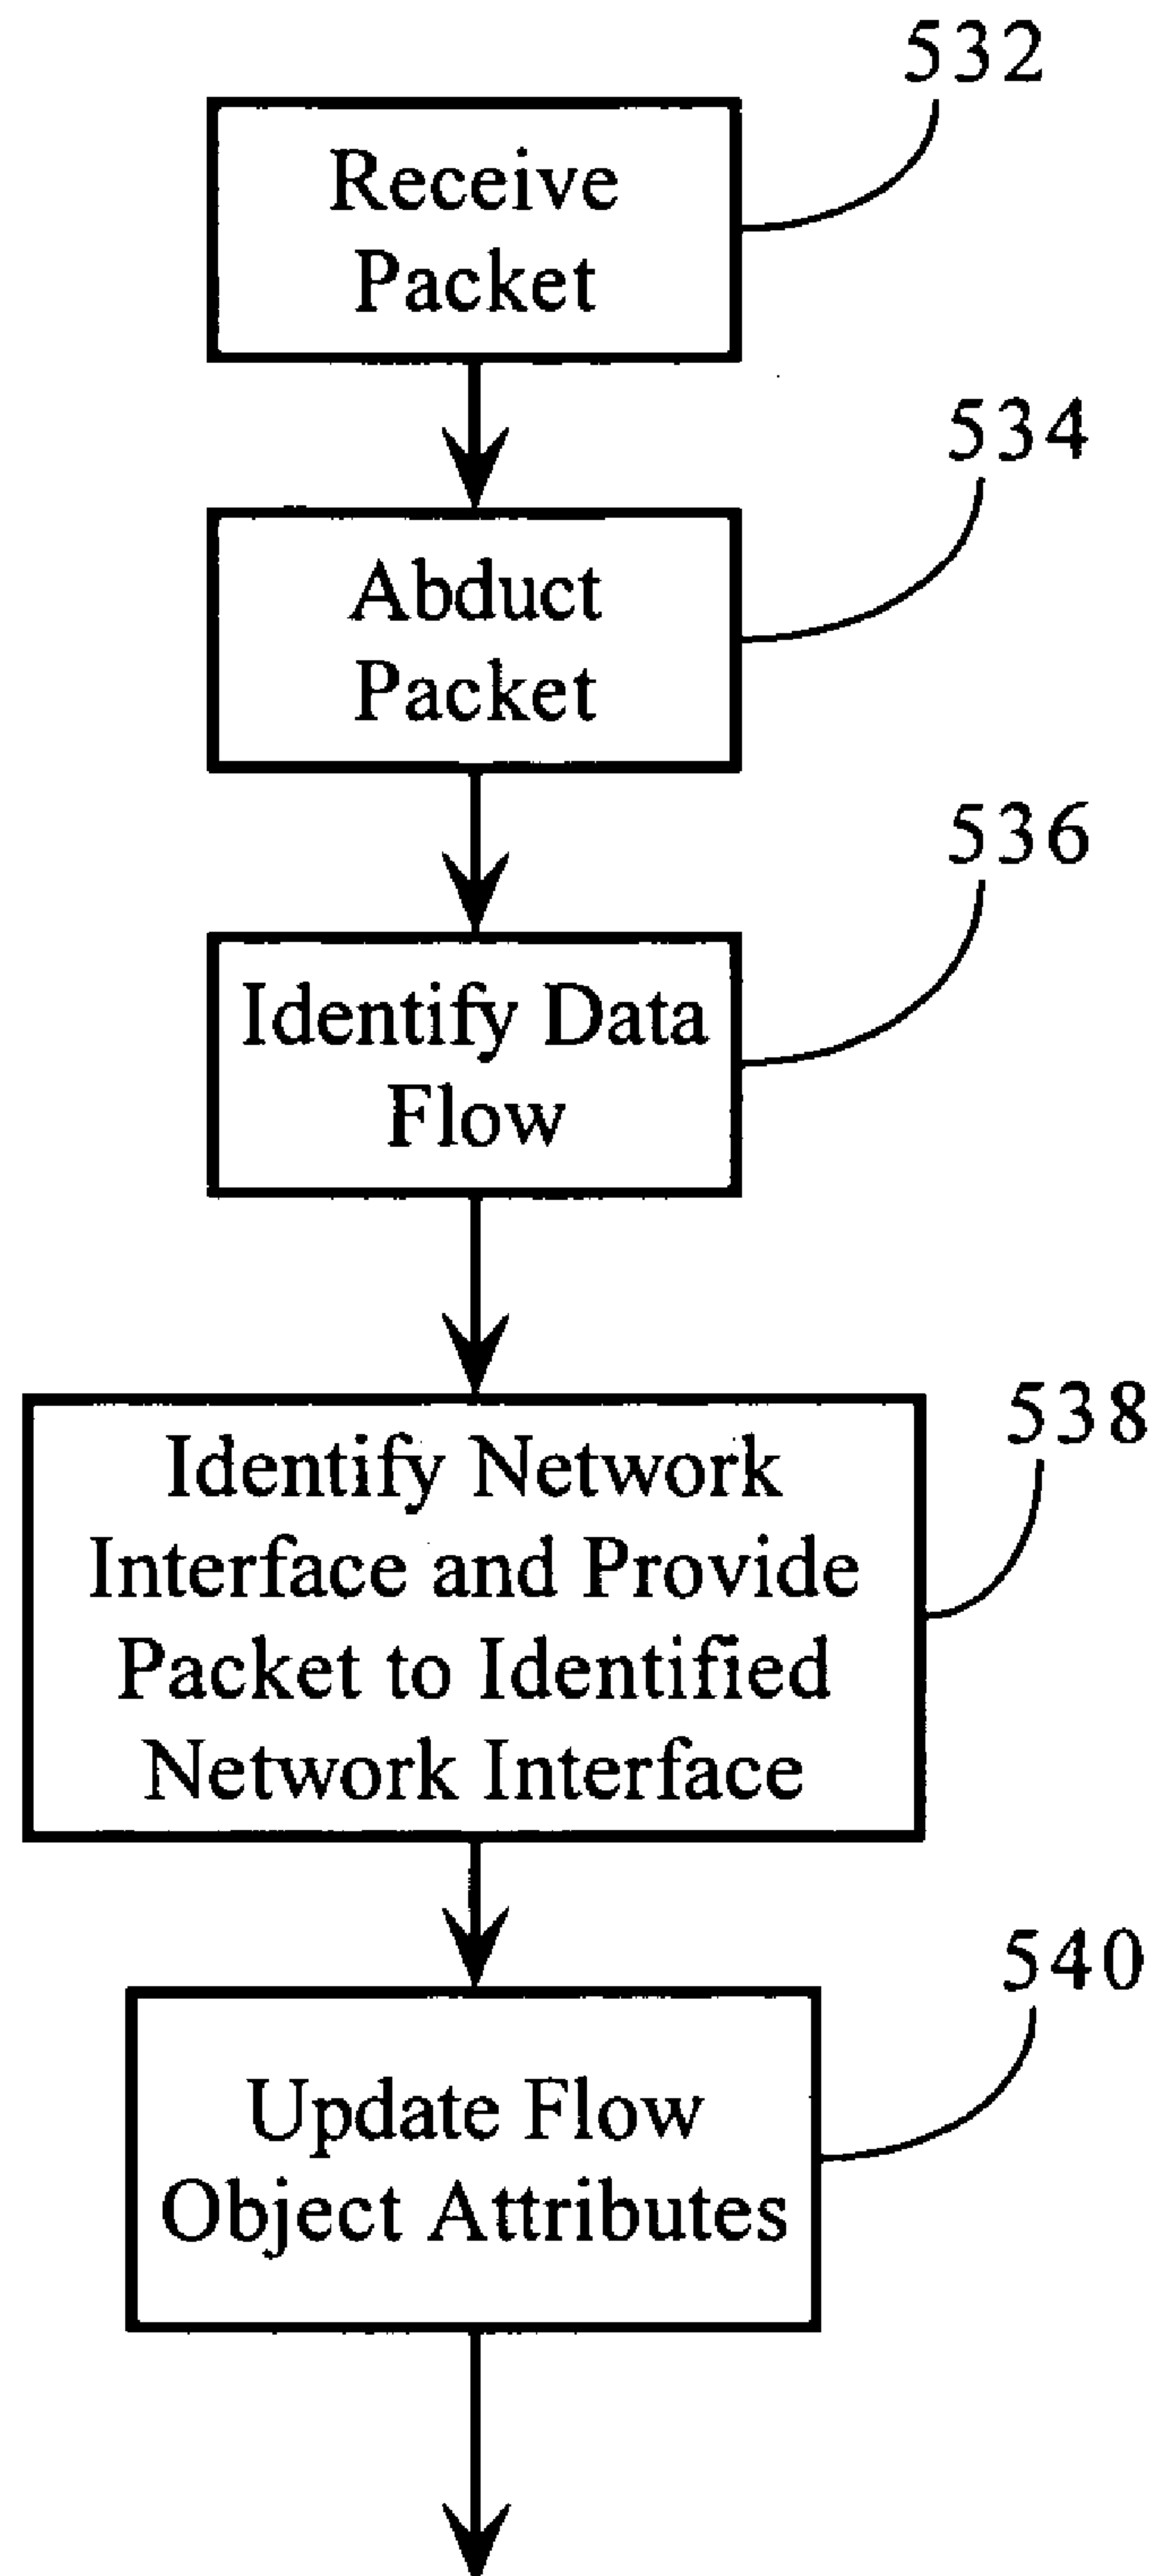 532
Receive
Packet
534
Abduct
Packet
536
Identify Data
Flow
538
Identify Network
Interface and Provide
Packet to Identified
Network Interface
540
Update Flow
Object Attributes